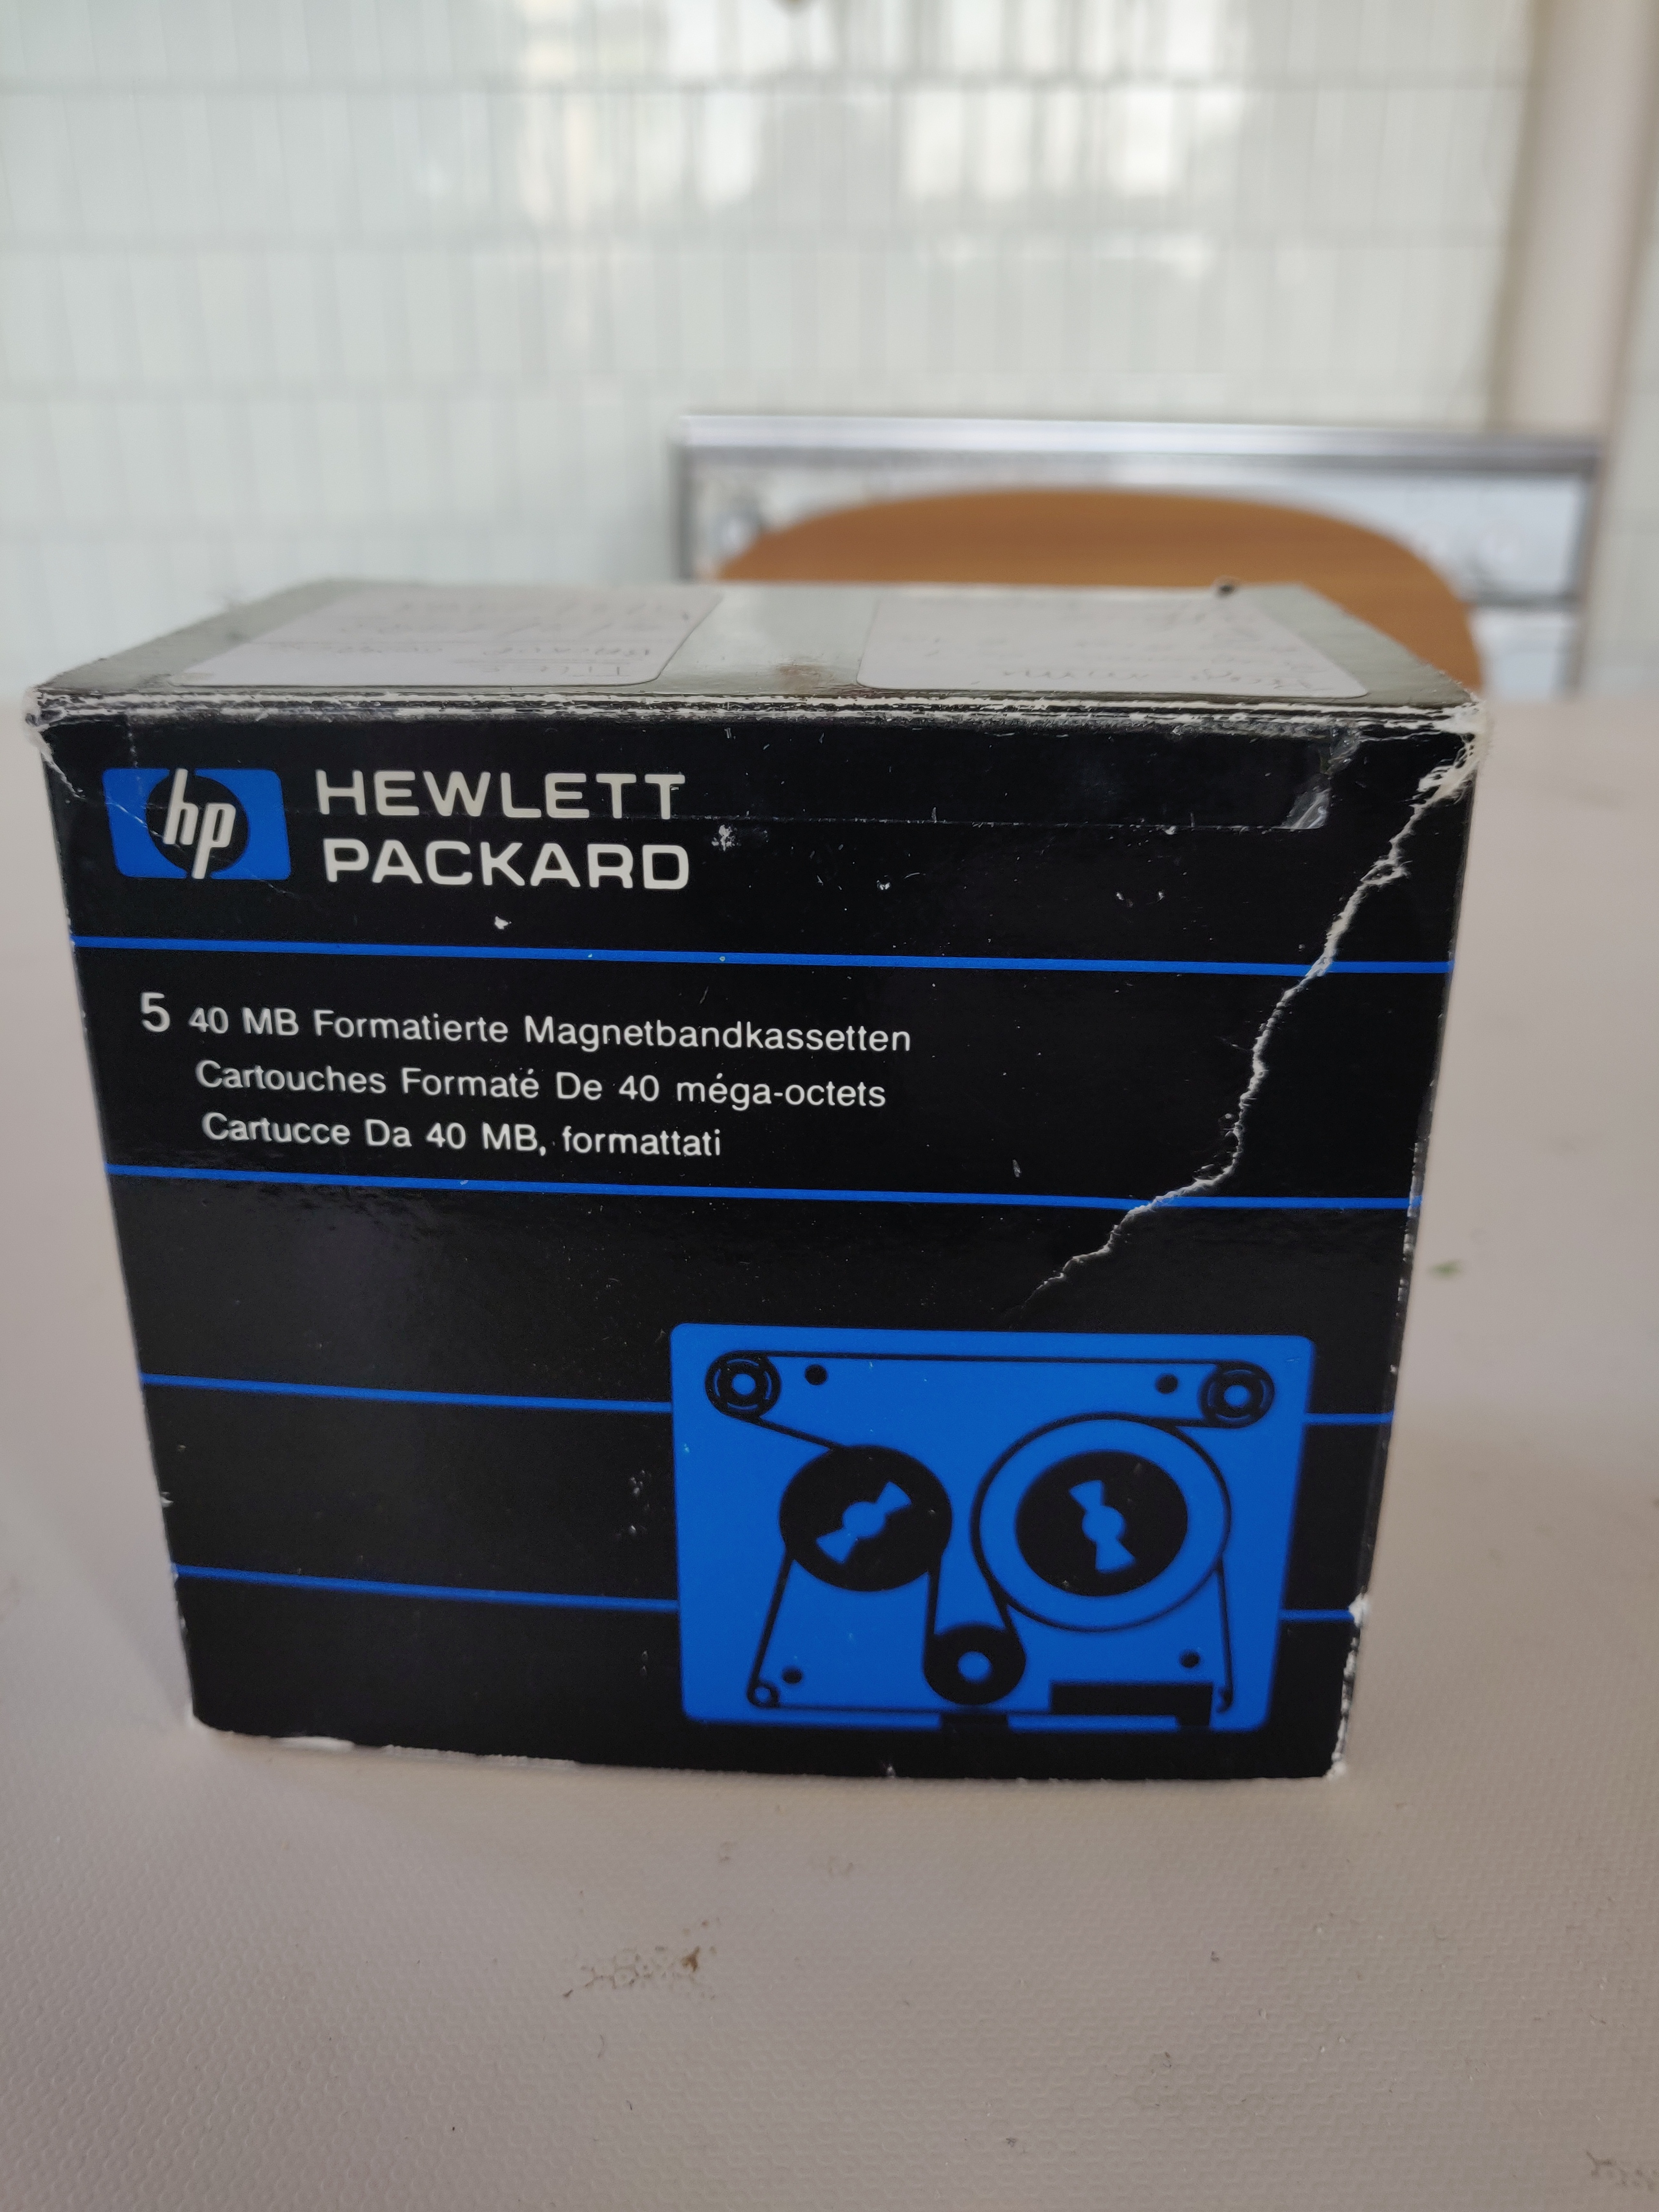 hp HEWLETT
PACKARD
5 40 MB Formatierte Magnetbandkassetten
Cartouches Formaté De 40 méga-octets
Cartucce Da 40 MB, formattati